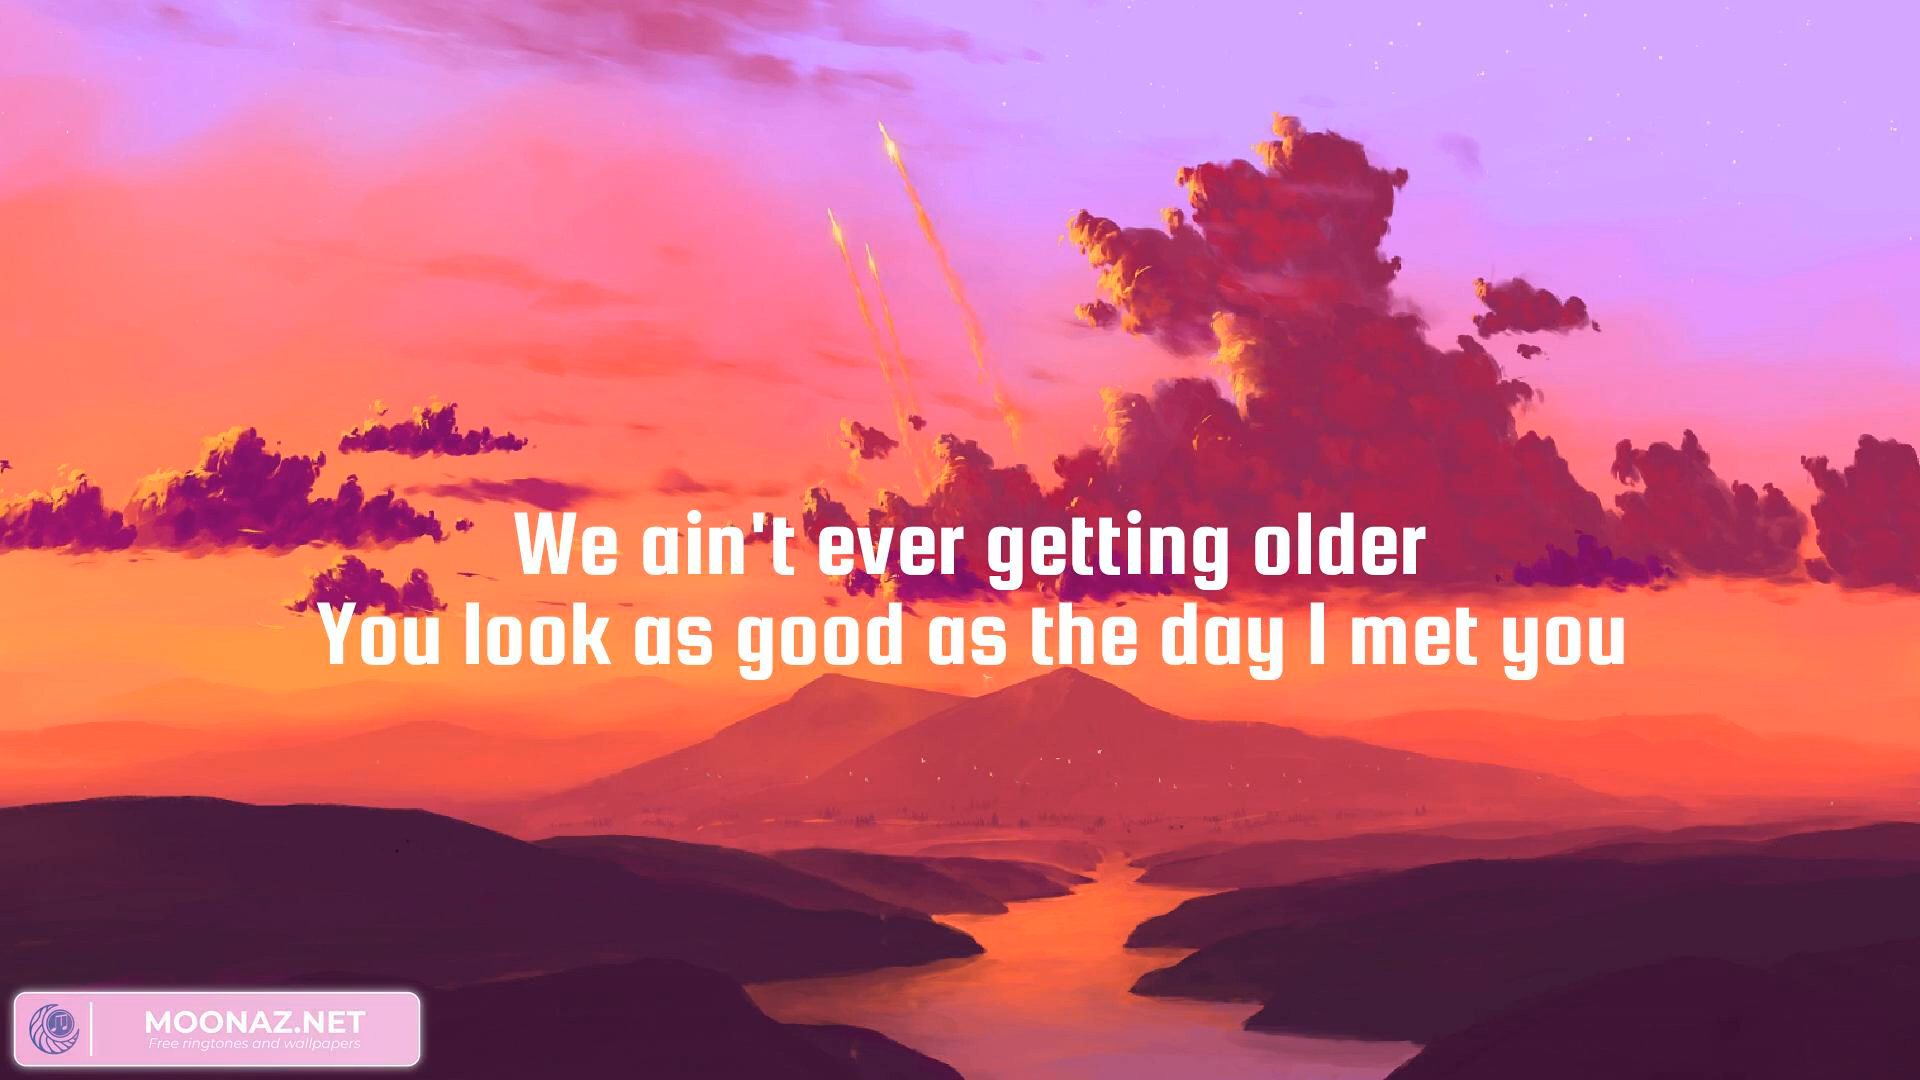 We ain't ever getting older
You look as good as the day I met you
MOONAZ.NET
Free ringtones and wallpapers